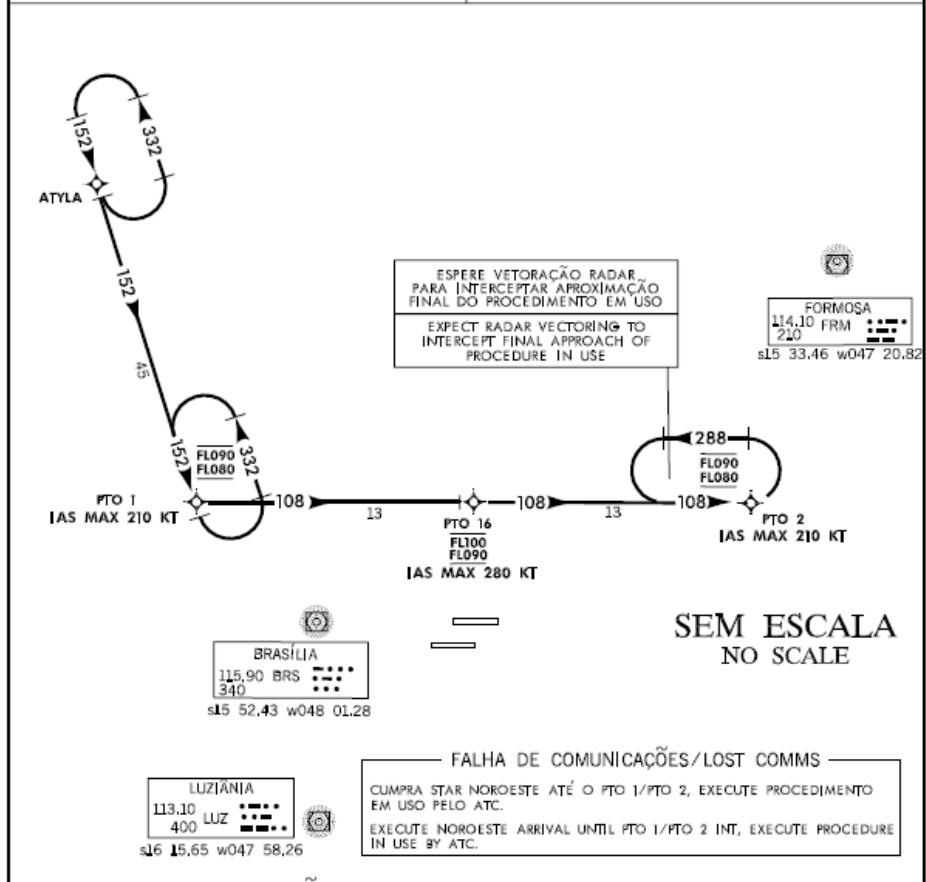 152
332
ATYLA
152
45
ESPERE VETORAÇÃO RADAR
PARA INTERCEPTAR APROXIMAÇÃO
FINAL DO PROCEDIMENTO EM USO
EXPECT RADAR VECTORING TO
INTERCEPT FINAL APPROACH OF
PROCEDURE IN USE
FORMOSA
114.10 FRM
210
s15 33.46 w047 20.82
152
FL090
FL080
332
PTO 1
IAS MAX 210 KT
108
13
PTO 16
FL100
FL090
IAS MAX 280 KT
108
13
288
FL090
FL080
108
PTO 2
IAS MAX 210 KT
SEM ESCALA
NO SCALE
BRASÍLIA
115,90 BRS
340
s15 52,43 w048 01.28
LUZIÂNIA
113.10
LUZ
400
s16 15,65 w047 58,26
FALHA DE COMUNICAÇÕES/LOST COMMS
CUMPRA STAR NOROESTE ATÉ O PTO 1/PTO 2, EXECUTE PROCEDIMENTO
EM USO PELO ATC.
EXECUTE NOROESTE ARRIVAL UNTIL PTO 1/PTO 2 INT, EXECUTE PROCEDURE
IN USE BY ATC.